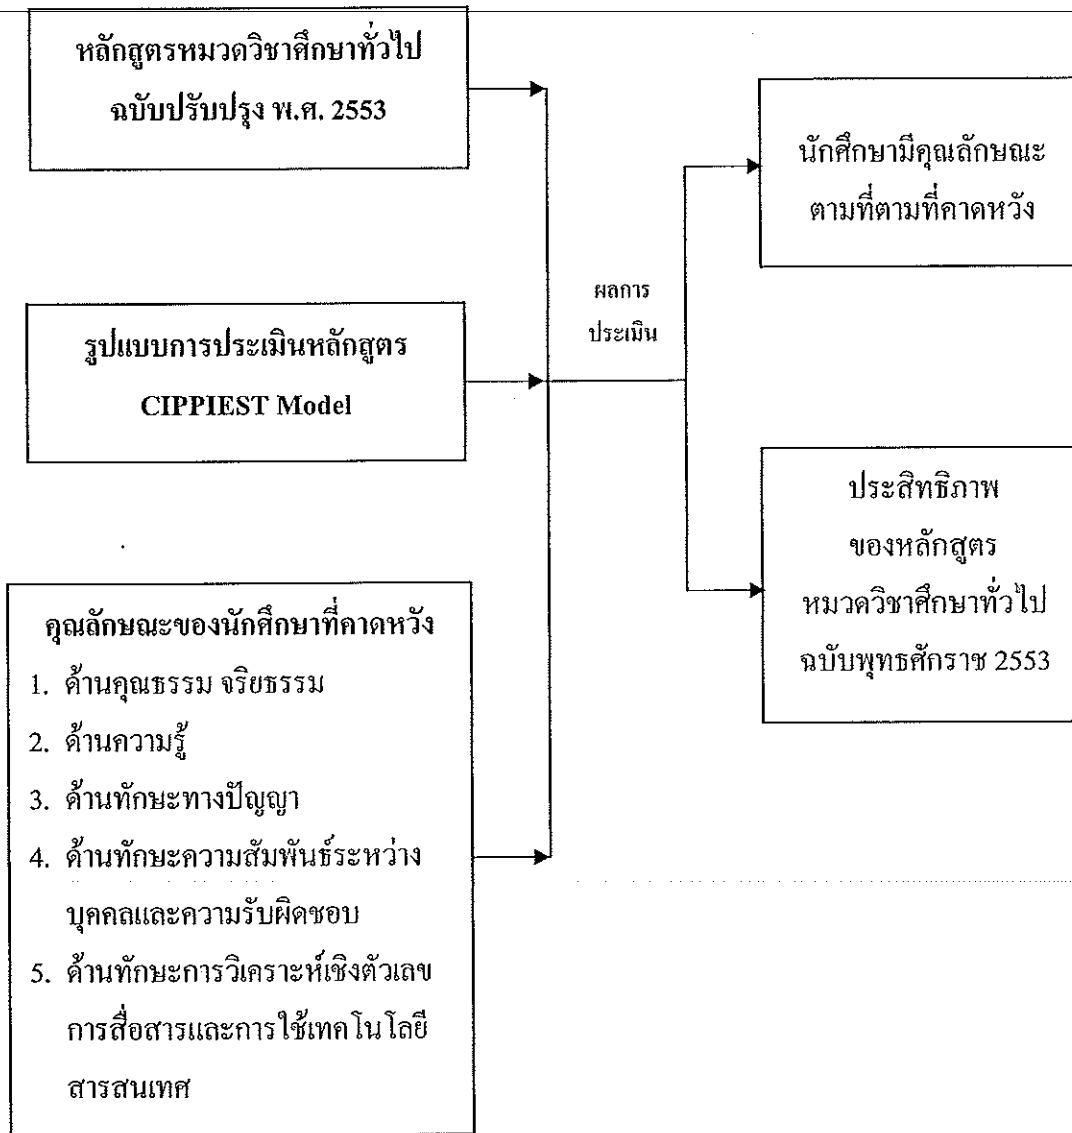 หลักสูตรหมวดวิชาศึกษาทั่วไป
ฉบับปรับปรุง พ.ศ. 2553
รูปแบบการประเมินหลักสูตร
CIPPIEST Model
คุณลักษณะของนักศึกษาที่คาดหวัง
1. ด้านคุณธรรม จริยธรรม
2. ด้านความรู้
3. ด้านทักษะทางปัญญา
4. ด้านทักษะความสัมพันธ์ระหว่าง
บุคคลและความรับผิดชอบ
5. ด้านทักษะการวิเคราะห์เชิงตัวเลข
การสื่อสารและการใช้เทคโนโลยี
สารสนเทศ
ผลการ
ประเมิน
นักศึกษามีคุณลักษณะ
ตามที่ตามที่คาดหวัง
ประสิทธิภาพ
ของหลักสูตร
หมวดวิชาศึกษาทั่วไป
ฉบับพุทธศักราช 2553